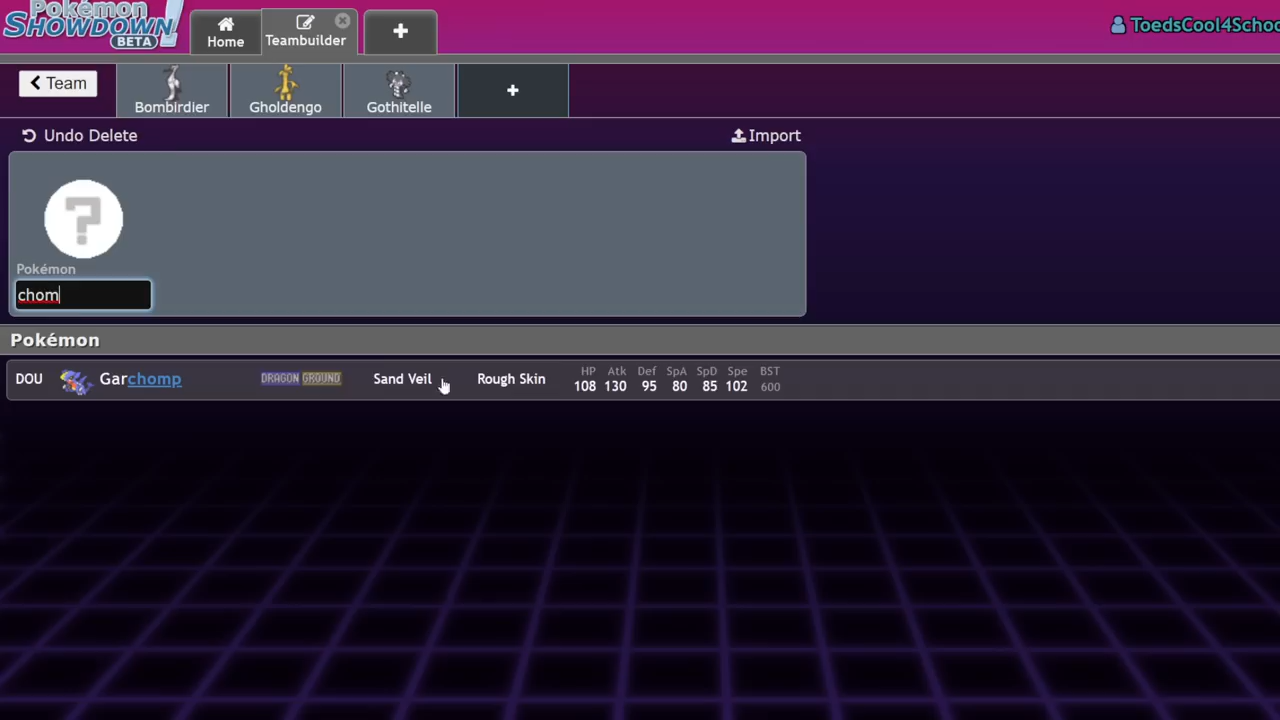 Pokémon
SHOWDOWN!
BETA
Home
Teambuilder
ToedsCool4Schoo
Team
Bombirdier
Gholdengo
Gothitelle
Undo Delete
Import
?
Pokémon
chom
Pokémon
DOU Garchomp DRAGON GROUND Sand Veil Rough Skin HP 108 Atk 130 Def 95 SpA 80 SpD 85 Spe 102 BST 600